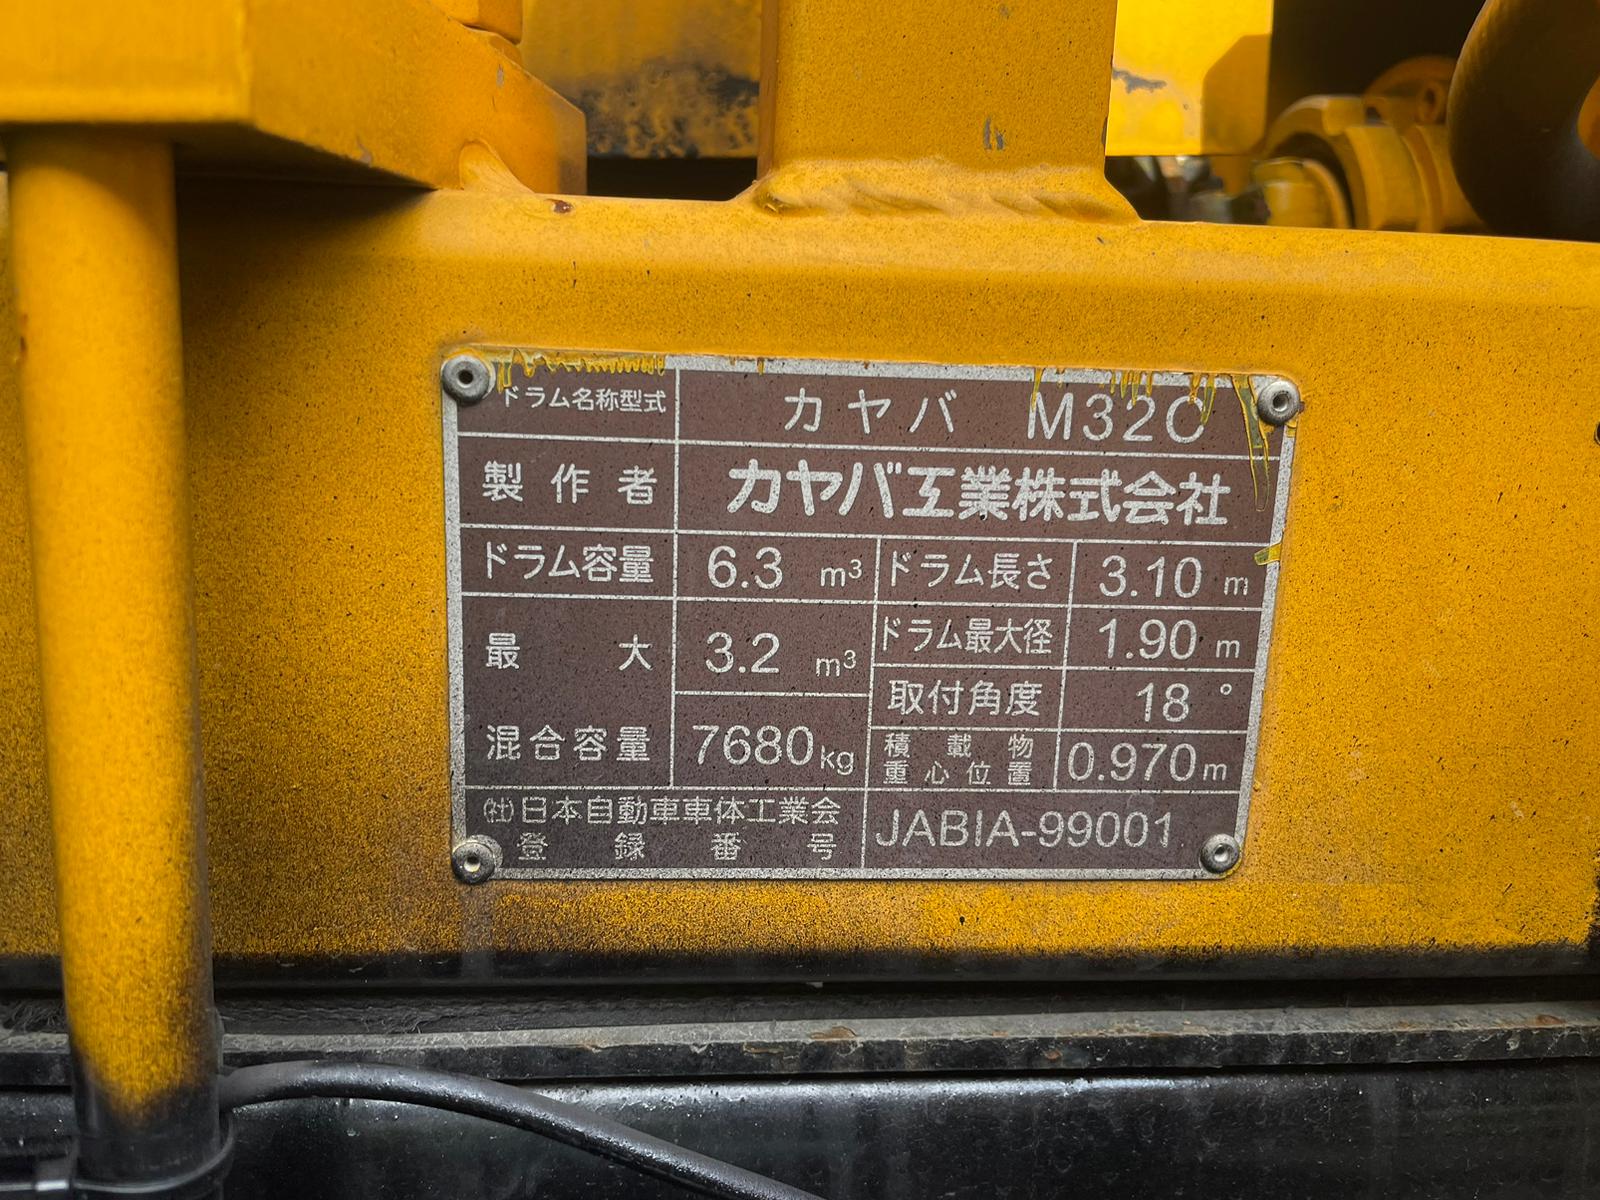 ドラム名称型式 カヤバ M32C
製作者 カヤバ工業株式会社
ドラム容量 6.3 m³ ドラム長さ 3.10 m
最大混合容量 3.2 m³ 7680kg
ドラム最大径 1.90 m
取付角度 18°
積載物重心位置 0.970m
(社)日本自動車車体工業会
登録番号 JABIA-99001